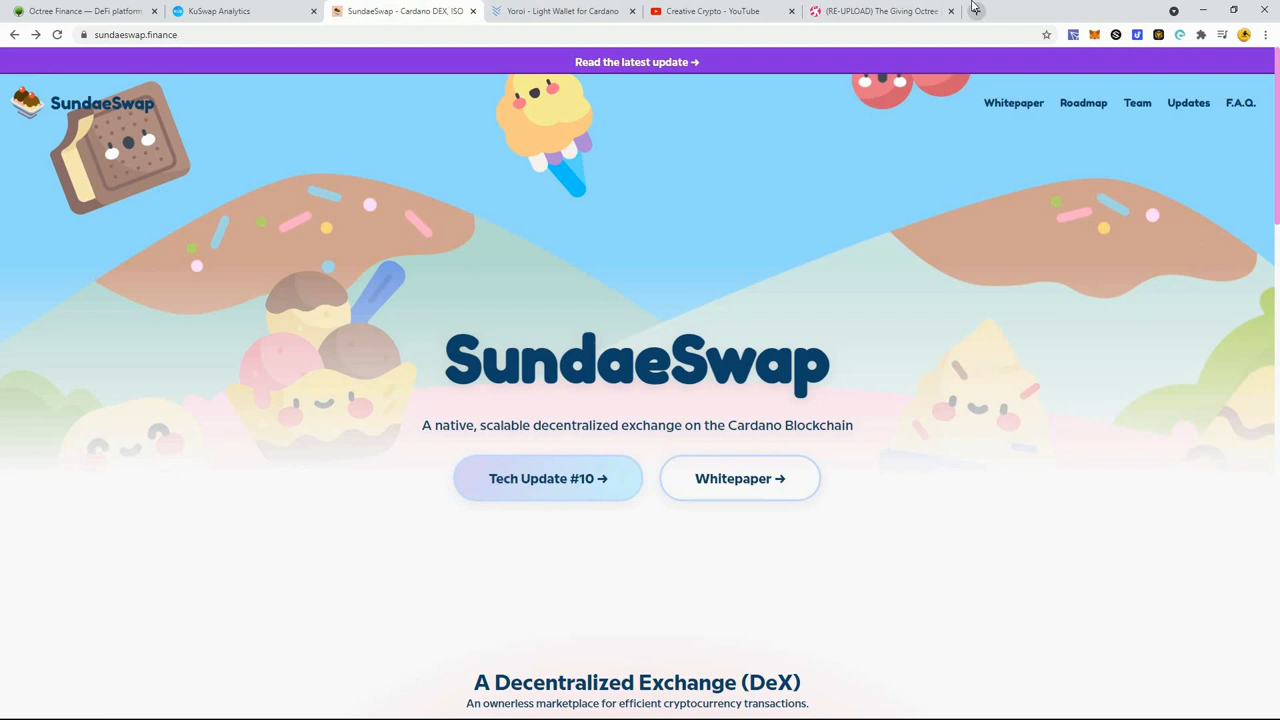 Octree Finance — DeFi platform
KuSwap Analytics
SundaeSwap - Cardano DEX, ISO
Yoroi - Light Wallet for Cardano
Creative Crypto - YouTube
(RE-UPLOAD) The Giving Octree
sundaeswap.finance
Read the latest update →
SundaeSwap
Whitepaper
Roadmap
Team
Updates
F.A.Q.
SundaeSwap
A native, scalable decentralized exchange on the Cardano Blockchain
Tech Update #10 →
Whitepaper →
A Decentralized Exchange (DeX)
An ownerless marketplace for efficient cryptocurrency transactions.